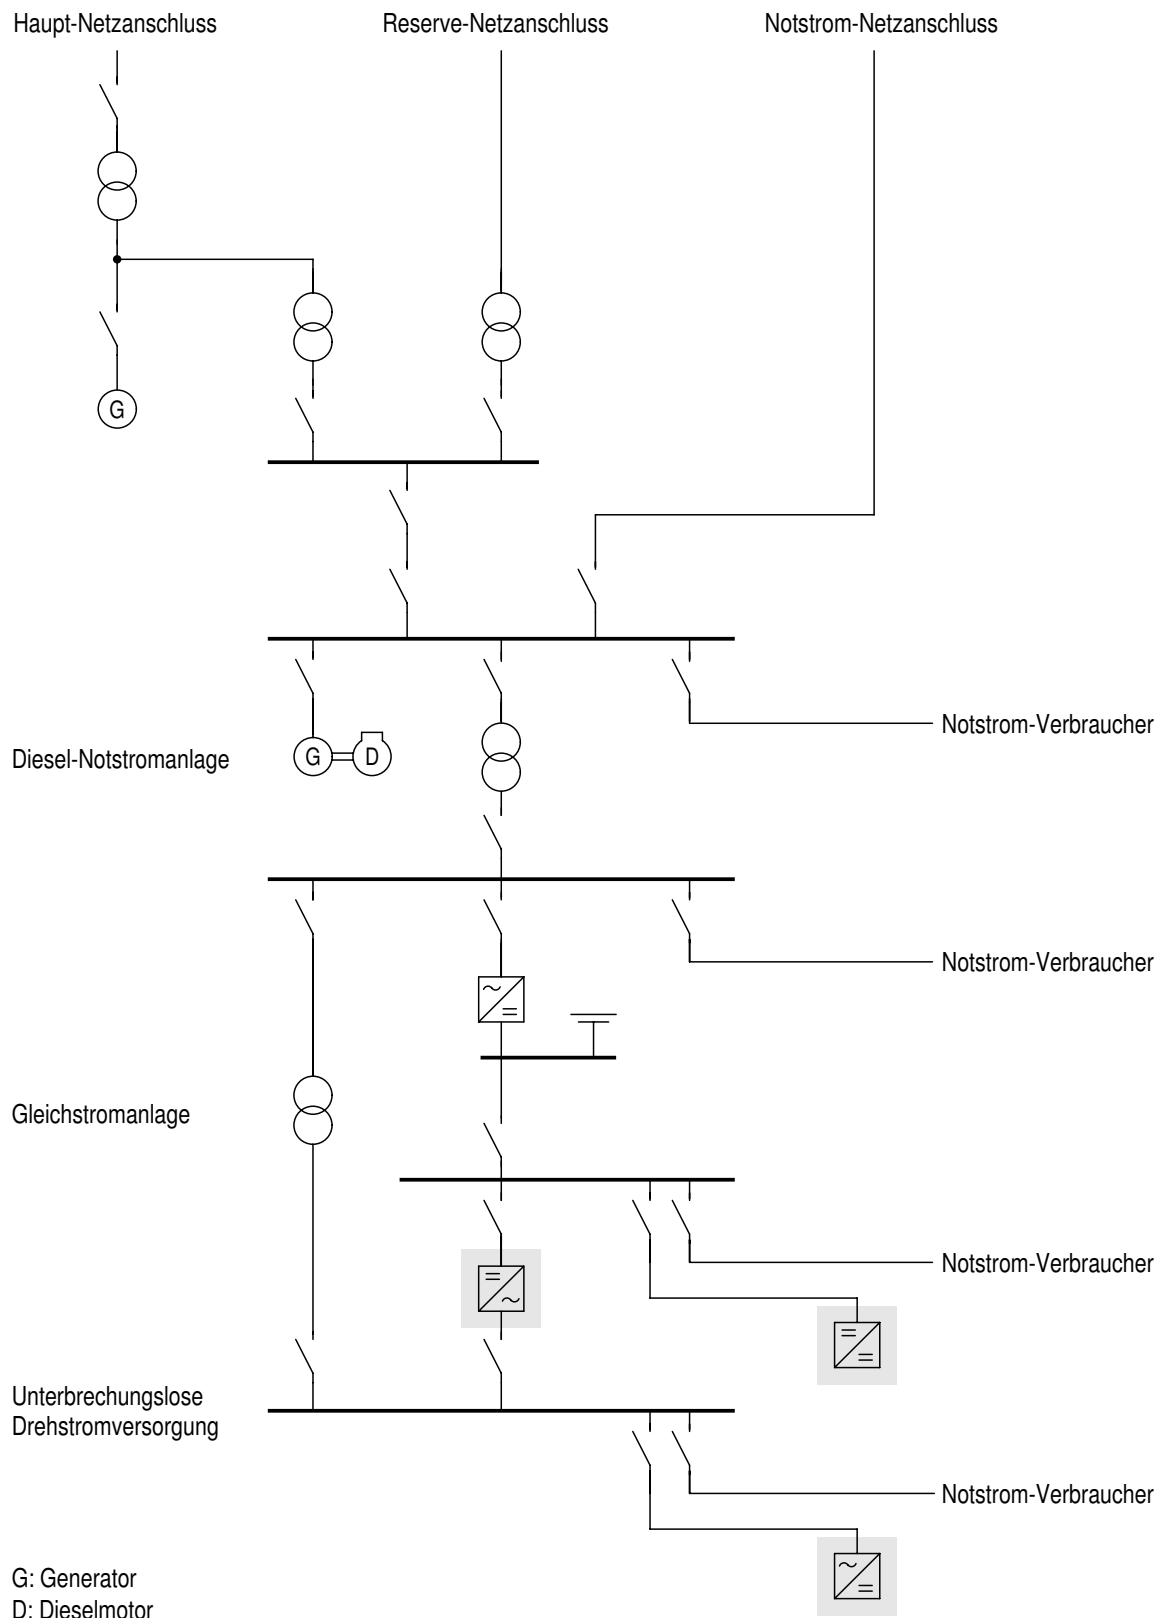 Haupt-Netzanschluss
Reserve-Netzanschluss
Notstrom-Netzanschluss
G
Notstrom-Verbraucher
Diesel-Notstromanlage
G
D
Notstrom-Verbraucher
Gleichstromanlage
Notstrom-Verbraucher
Unterbrechungslose
Drehstromversorgung
Notstrom-Verbraucher
G: Generator
D: Dieselmotor